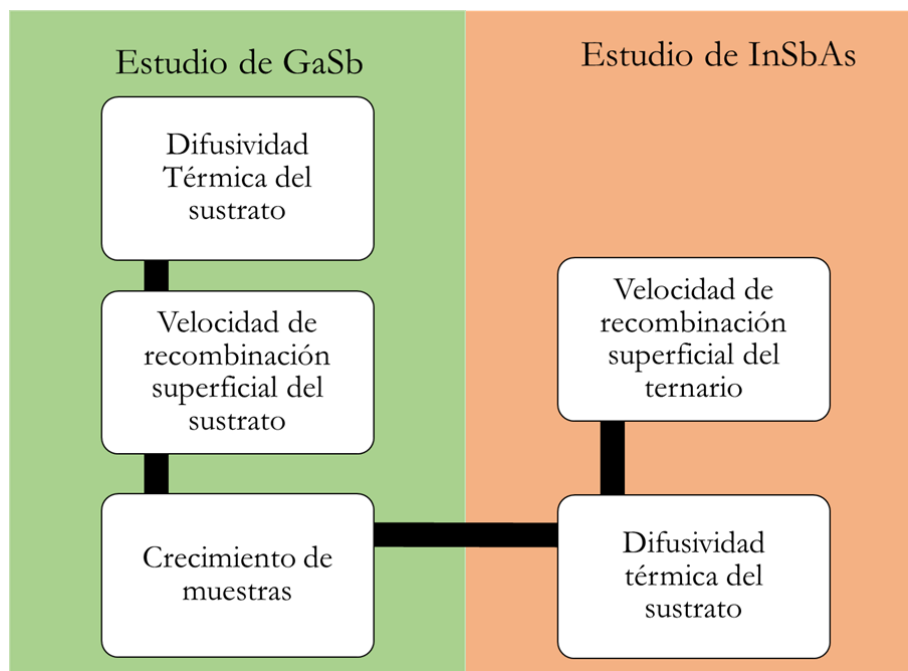 Estudio de GaSb
Difusividad
Térmica del
sustrato
Velocidad de
recombinación
superficial del
sustrato
Crecimiento de
muestras
Estudio de InSbAs
Velocidad de
recombinación
superficial del
ternario
Difusividad
térmica del
sustrato